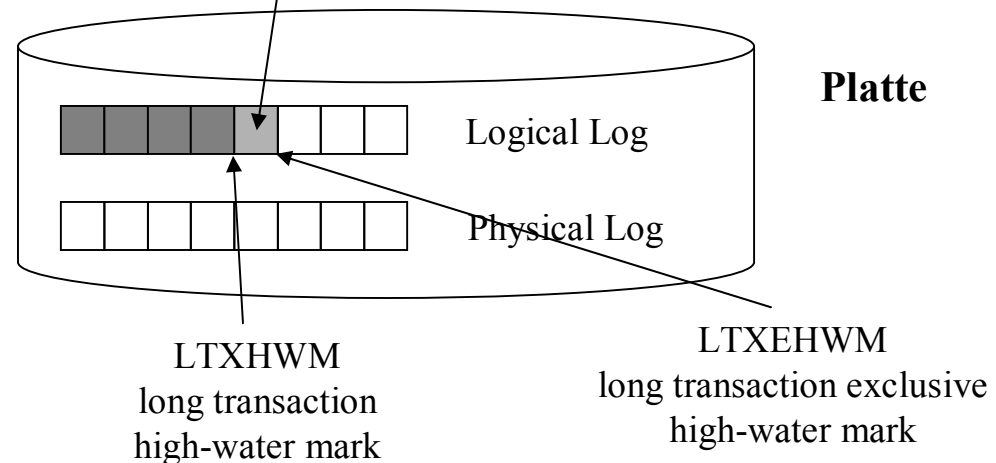 Platte
Logical Log
Physical Log
LTXHWM
long transaction
high-water mark
LTXEHWM
long transaction exclusive
high-water mark